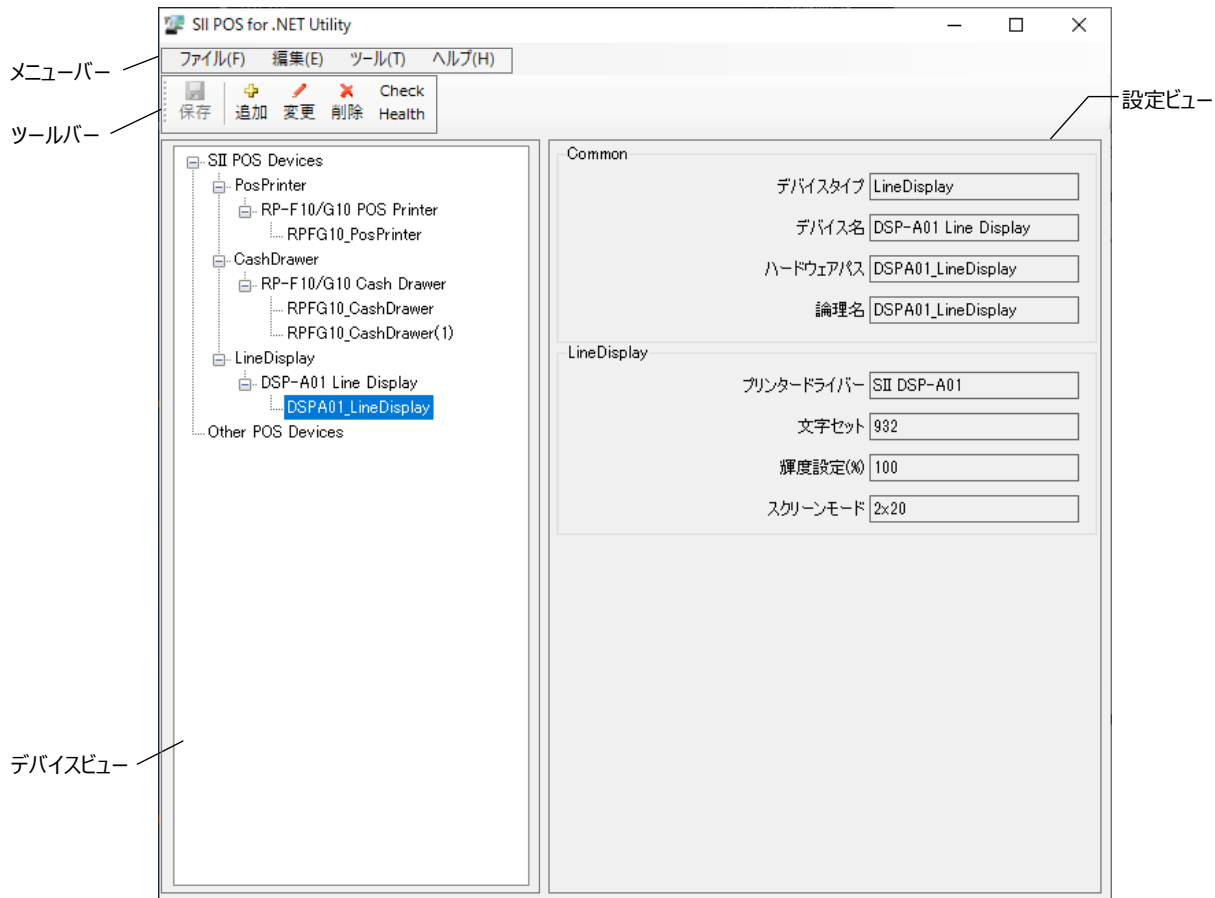 SII POS for .NET Utility
ファイル(F) 編集(E) ツール(T) ヘルプ(H)
メニューバー
保存 追加 変更 削除 Check Health
ツールバー
設定ビュー
SII POS Devices
PosPrinter
RP-F10/G10 POS Printer
RPFG10_PosPrinter
CashDrawer
RP-F10/G10 Cash Drawer
RPFG10_CashDrawer
RPFG10_CashDrawer(1)
LineDisplay
DSP-A01 Line Display
DSPA01_LineDisplay
Other POS Devices
デバイスビュー
Common
デバイスタイプ LineDisplay
デバイス名 DSP-A01 Line Display
ハードウェアパス DSPA01_LineDisplay
論理名 DSPA01_LineDisplay
LineDisplay
プリンタードライバー SII DSP-A01
文字セット 932
輝度設定(%) 100
スクリーンモード 2x20